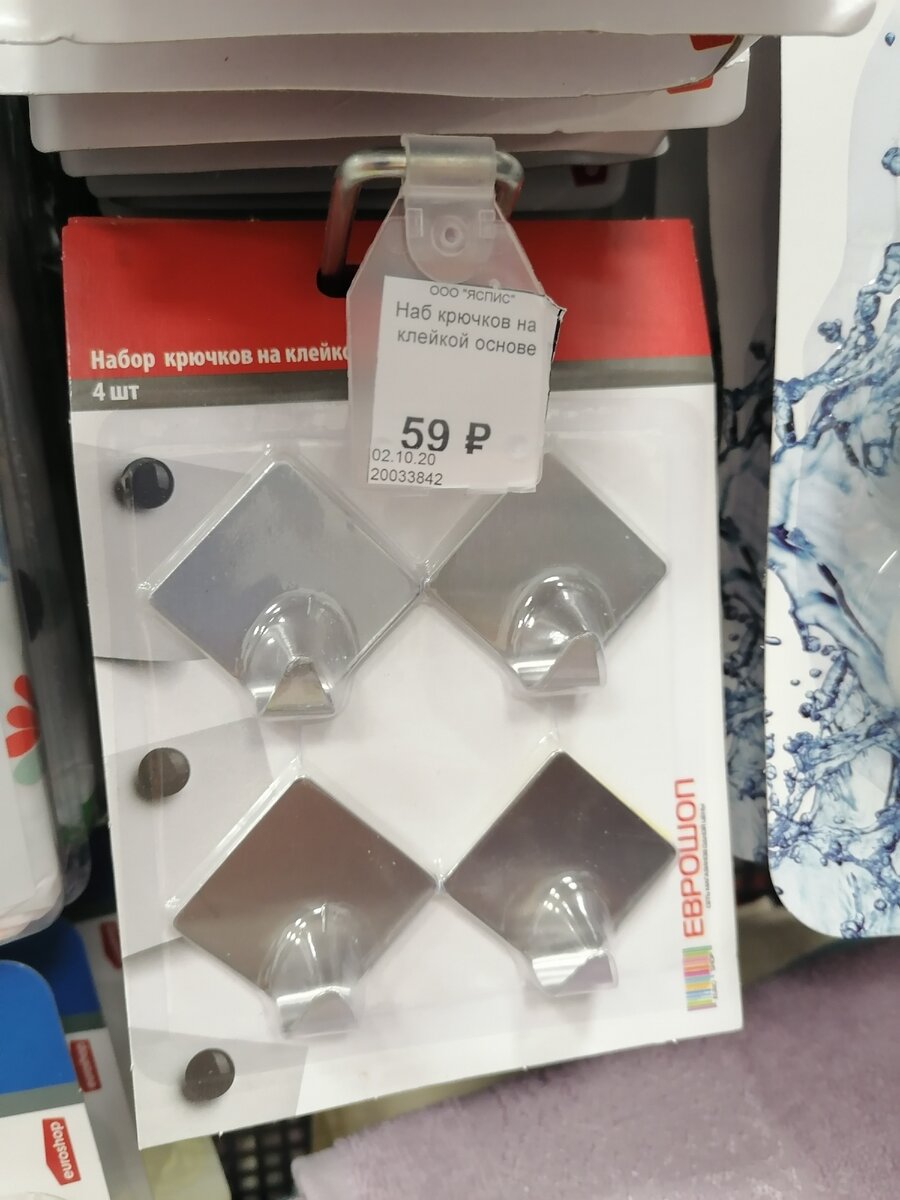 ООО "ЯСПИС"
Наб крючков на
клейкой основе
59 ₽
02.10.20
20033842
Набор крючков на клейко
4 шт
ЕВРОШОП
euroshop
euroshop